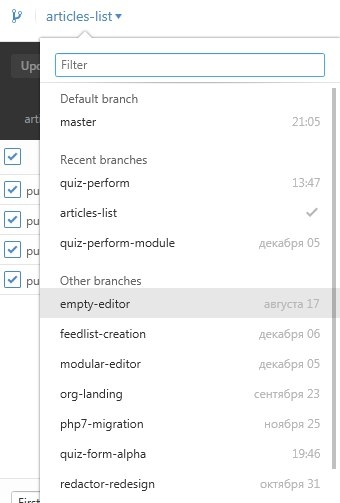 articles-list
Upd
Filter
Default branch
master 21:05
arti
Recent branches
quiz-perform 13:47
pu
articles-list
pu
quiz-perform-module декабря 05
pu
Other branches
pu
empty-editor августа 17
feedlist-creation декабря 06
modular-editor декабря 05
org-landing сентября 23
php7-migration ноября 25
quiz-form-alpha 19:46
redactor-redesign октября 31
First